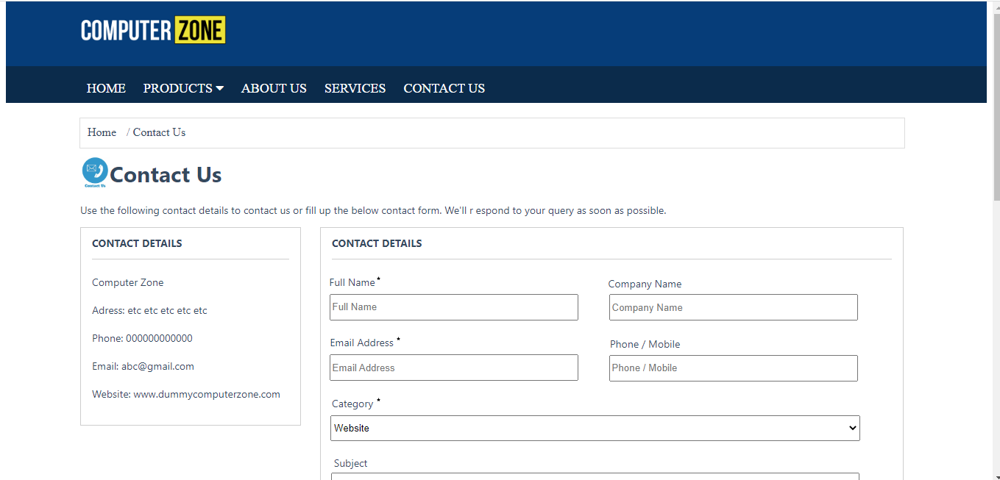 COMPUTER ZONE
HOME PRODUCTS ABOUT US SERVICES CONTACT US
Home / Contact Us
Contact Us
Contact Us
Use the following contact details to contact us or fill up the below contact form. We'll r espond to your query as soon as possible.
CONTACT DETAILS
Computer Zone
Adress: etc etc etc etc etc
Phone: 000000000000
Email: abc@gmail.com
Website: www.dummycomputerzone.com
CONTACT DETAILS
Full Name*
Full Name
Company Name
Company Name
Email Address *
Email Address
Phone / Mobile
Phone / Mobile
Category *
Website
Subject